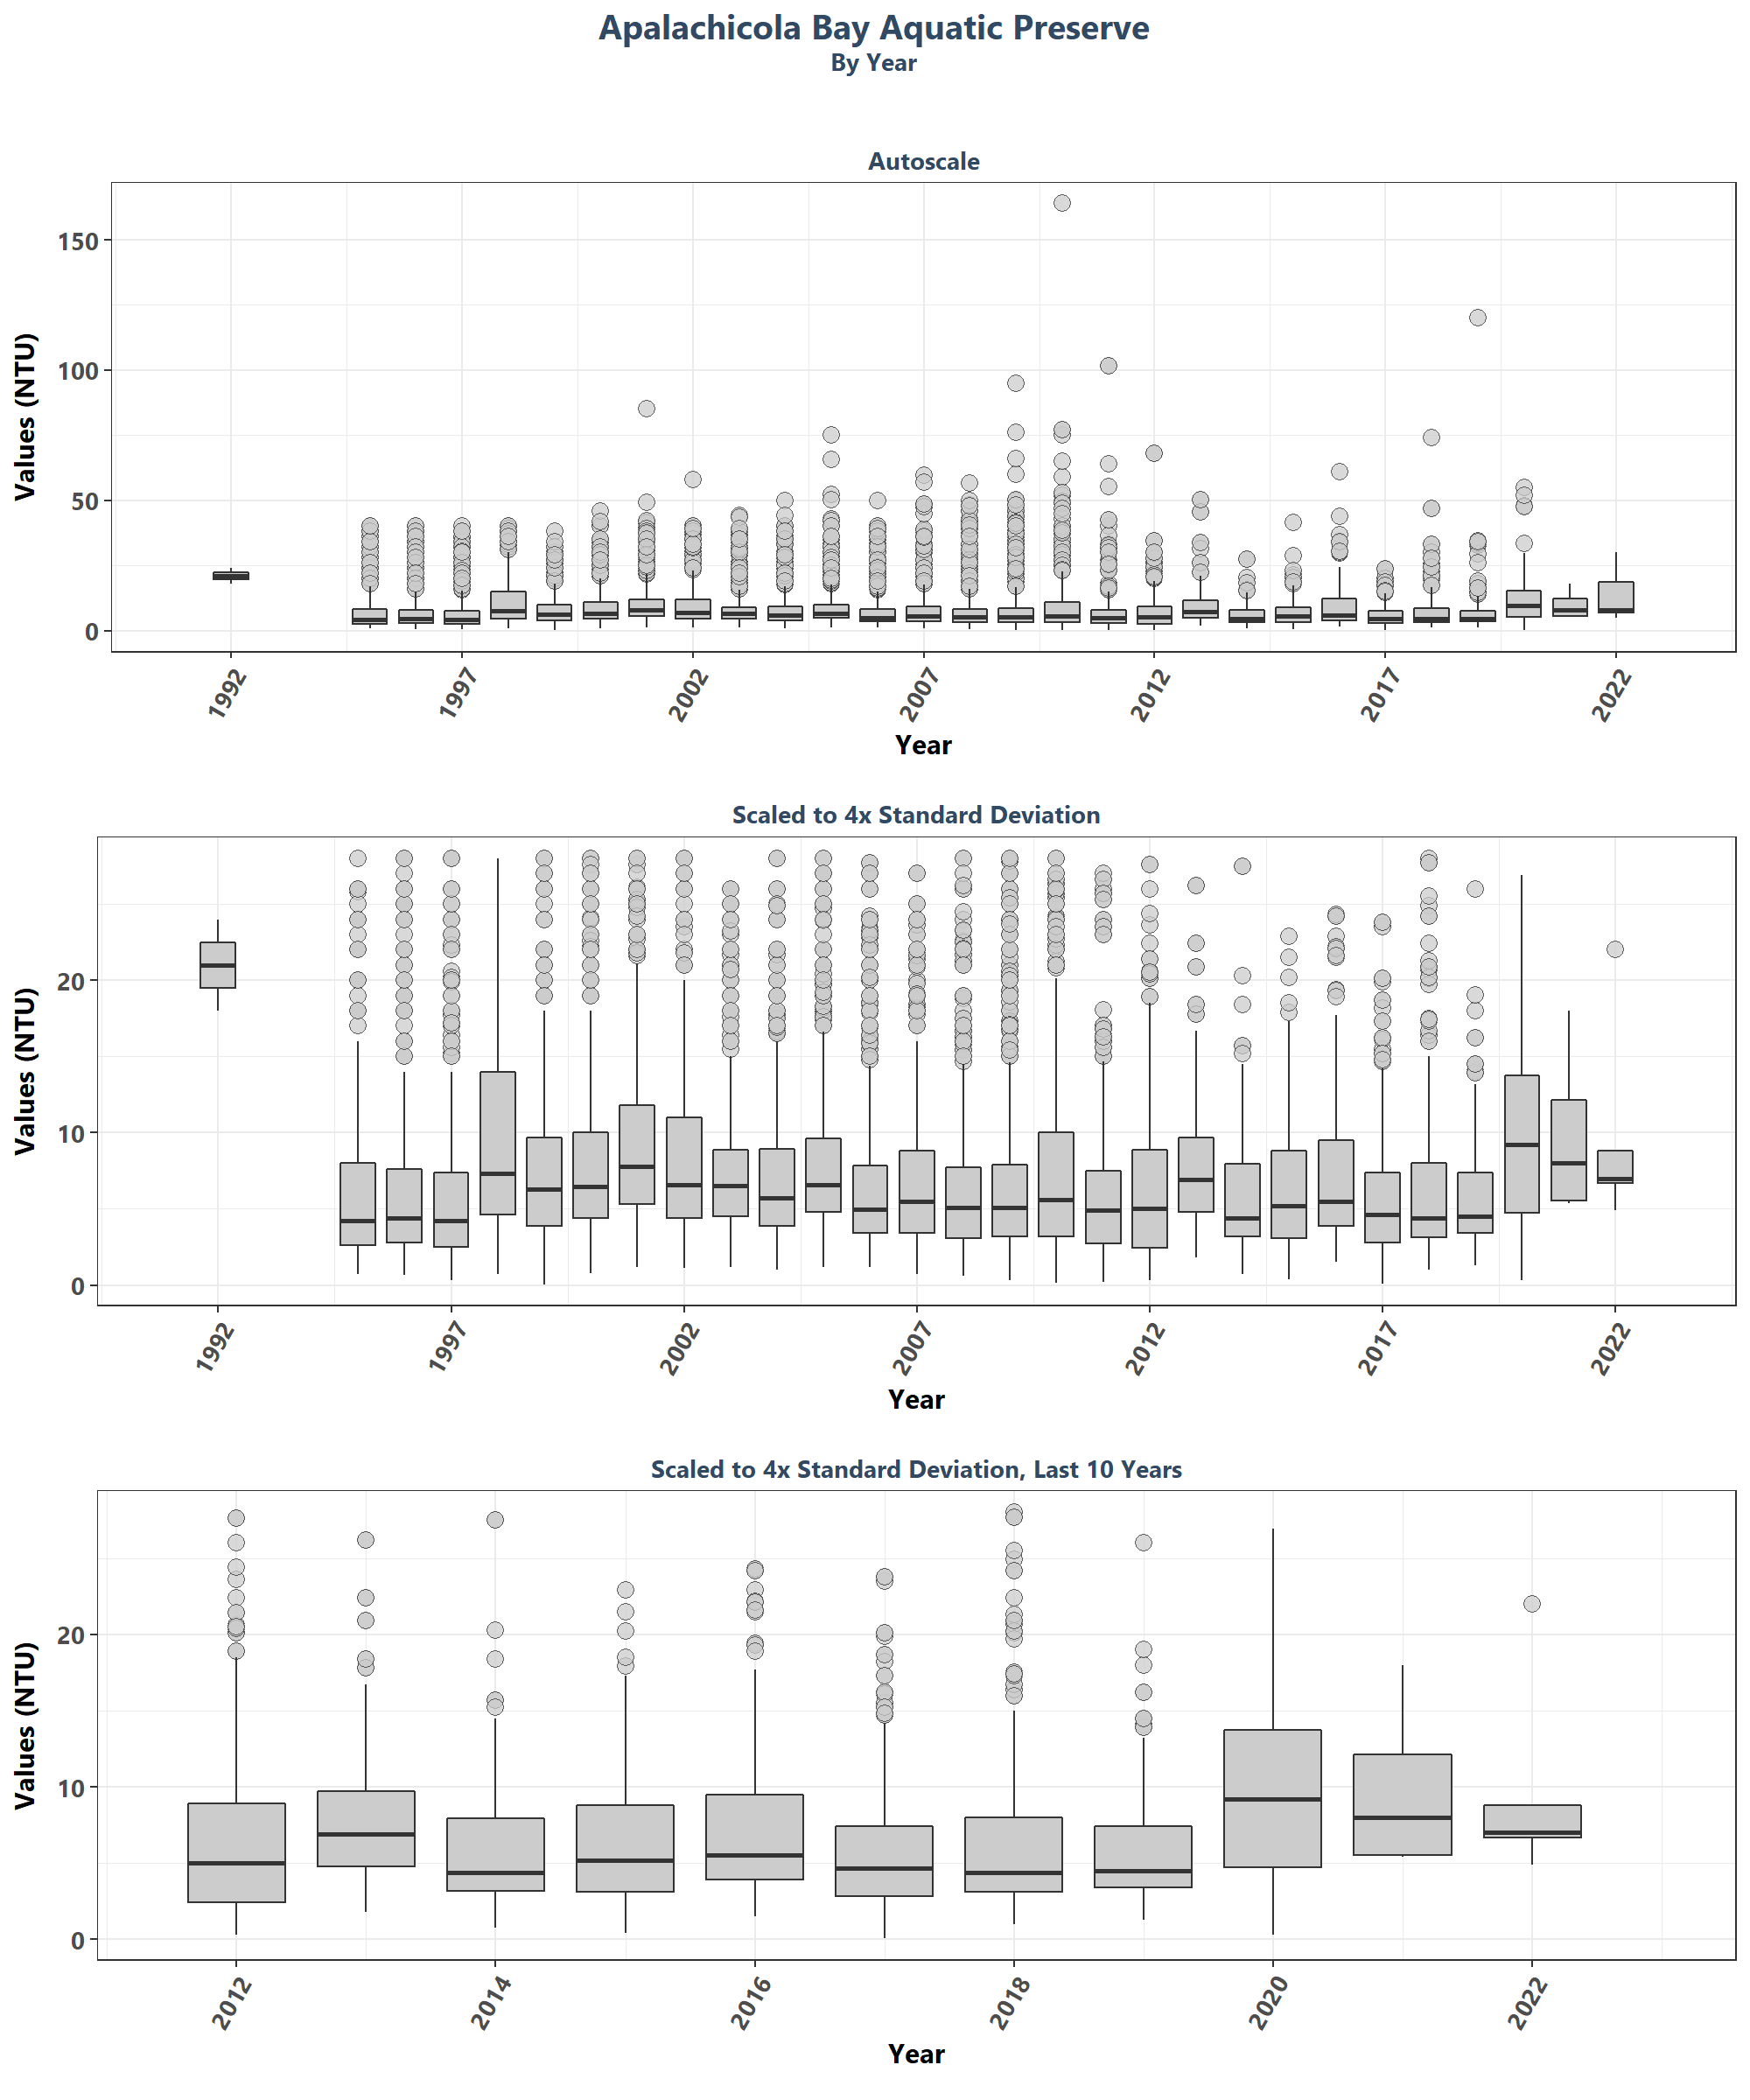 Apalachicola Bay Aquatic Preserve
By Year
Autoscale
Values (NTU)
150
100
50
0
1992 1997 2002 2007 2012 2017 2022
Year
Scaled to 4x Standard Deviation
Values (NTU)
20
10
0
1992 1997 2002 2007 2012 2017 2022
Year
Scaled to 4x Standard Deviation, Last 10 Years
Values (NTU)
20
10
0
2012 2014 2016 2018 2020 2022
Year